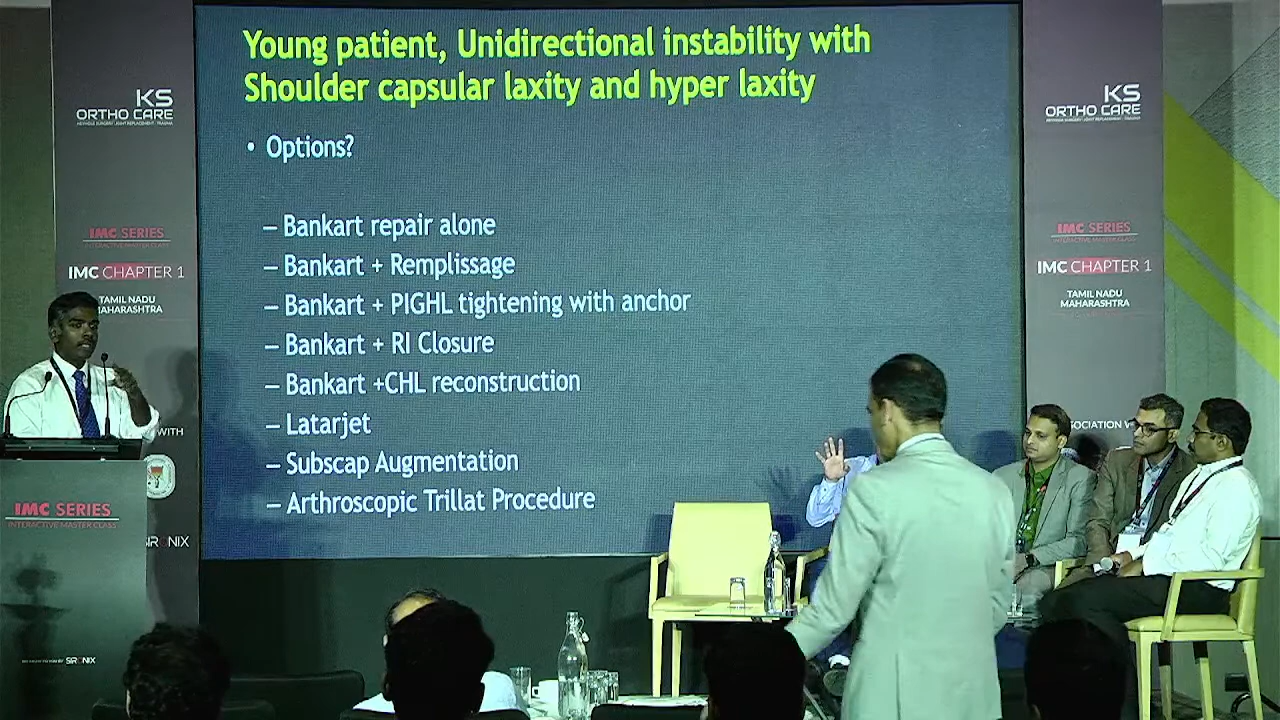 Young patient, Unidirectional instability with
Shoulder capsular laxity and hyper laxity
• Options?
– Bankart repair alone
– Bankart + Remplissage
– Bankart + PIGHL tightening with anchor
– Bankart + RI Closure
– Bankart +CHL reconstruction
– Latarjet
– Subscap Augmentation
– Arthroscopic Trillat Procedure
KS
ORTHO CARE
IMC SERIES
INTERACTIVE MASTER CLASS
IMC CHAPTER 1
TAMIL NADU
MAHARASHTRA
WITH
IMC SERIES
INTERACTIVE MASTER CLASS
SIRONIX
KS
ORTHO CARE
IMC SERIES
INTERACTIVE MASTER CLASS
IMC CHAPTER 1
TAMIL NADU
MAHARASHTRA
SOCIATION W